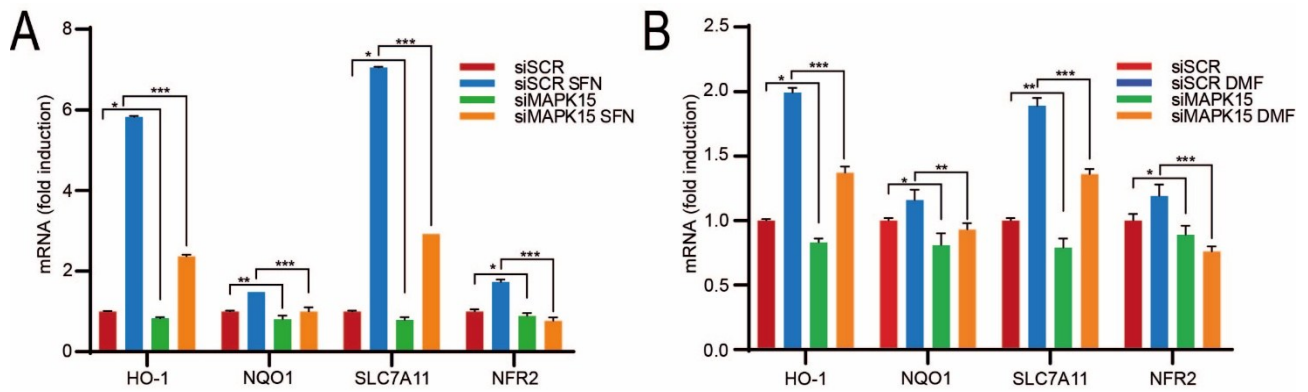 A
mRNA (fold induction)
8
6
4
2
0
* *** ** *** * *** * ***
siSCR
siSCR SFN
siMAPK15
siMAPK15 SFN
HO-1 NQO1 SLC7A11 NFR2
B
mRNA (fold induction)
2.5
2.0
1.5
1.0
0.5
0.0
* *** * ** ** *** * ***
siSCR
siSCR DMF
siMAPK15
siMAPK15 DMF
HO-1 NQO1 SLC7A11 NFR2